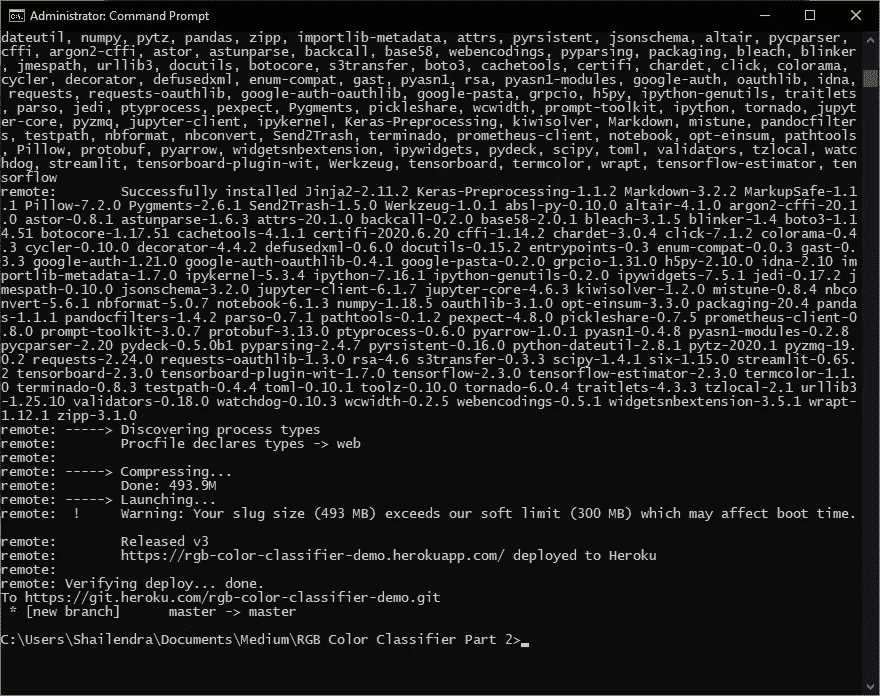 Administrator: Command Prompt
dateutil, numpy, pytz, pandas, zipp, importlib-metadata, attrs, pyrsistent, jsonschema, altair, pycparser,
cffi, argon2-cffi, astor, astunparse, backcall, base58, webencodings, pyparsing, packaging, bleach, blinker
, jmespath, urllib3, docutils, botocore, s3transfer, boto3, cachetools, certifi, chardet, click, colorama,
cycler, decorator, defusedxml, enum-compat, gast, pyasn1, rsa, pyasn1-modules, google-auth, oauthlib, idna,
 requests, requests-oauthlib, google-auth-oauthlib, google-pasta, grpcio, h5py, ipython-genutils, traitlets
, parso, jedi, ptyprocess, pexpect, Pygments, pickleshare, wcwidth, prompt-toolkit, ipython, tornado, jupyt
er-core, pyzmq, jupyter-client, ipykernel, Keras-Preprocessing, kiwisolver, Markdown, mistune, pandocfilter
s, testpath, nbformat, nbconvert, Send2Trash, terminado, prometheus-client, notebook, opt-einsum, pathtools
, Pillow, protobuf, pyarrow, widgetsnbextension, ipywidgets, pydeck, scipy, toml, validators, tzlocal, watc
hdog, streamlit, tensorboard-plugin-wit, Werkzeug, tensorboard, termcolor, wrapt, tensorflow-estimator, ten
sorflow
remote:        Successfully installed Jinja2-2.11.2 Keras-Preprocessing-1.1.2 Markdown-3.2.2 MarkupSafe-1.1
.1 Pillow-7.2.0 Pygments-2.6.1 Send2Trash-1.5.0 Werkzeug-1.0.1 absl-py-0.10.0 altair-4.1.0 argon2-cffi-20.1
.0 astor-0.8.1 astunparse-1.6.3 attrs-20.1.0 backcall-0.2.0 base58-2.0.1 bleach-3.1.5 blinker-1.4 boto3-1.1
4.51 botocore-1.17.51 cachetools-4.1.1 certifi-2020.6.20 cffi-1.14.2 chardet-3.0.4 click-7.1.2 colorama-0.4
.3 cycler-0.10.0 decorator-4.4.2 defusedxml-0.6.0 docutils-0.15.2 entrypoints-0.3 enum-compat-0.0.3 gast-0.
3.3 google-auth-1.21.0 google-auth-oauthlib-0.4.1 google-pasta-0.2.0 grpcio-1.31.0 h5py-2.10.0 idna-2.10 im
portlib-metadata-1.7.0 ipykernel-5.3.4 ipython-7.16.1 ipython-genutils-0.2.0 ipywidgets-7.5.1 jedi-0.17.2 j
mespath-0.10.0 jsonschema-3.2.0 jupyter-client-6.1.7 jupyter-core-4.6.3 kiwisolver-1.2.0 mistune-0.8.4 nbco
nvert-5.6.1 nbformat-5.0.7 notebook-6.1.3 numpy-1.18.5 oauthlib-3.1.0 opt-einsum-3.3.0 packaging-20.4 panda
s-1.1.1 pandocfilters-1.4.2 parso-0.7.1 pathtools-0.1.2 pexpect-4.8.0 pickleshare-0.7.5 prometheus-client-0
.8.0 prompt-toolkit-3.0.7 protobuf-3.13.0 ptyprocess-0.6.0 pyarrow-1.0.1 pyasn1-0.4.8 pyasn1-modules-0.2.8
pycparser-2.20 pydeck-0.5.0b1 pyparsing-2.4.7 pyrsistent-0.16.0 python-dateutil-2.8.1 pytz-2020.1 pyzmq-19.
0.2 requests-2.24.0 requests-oauthlib-1.3.0 rsa-4.6 s3transfer-0.3.3 scipy-1.4.1 six-1.15.0 streamlit-0.65.
2 tensorboard-2.3.0 tensorboard-plugin-wit-1.7.0 tensorflow-2.3.0 tensorflow-estimator-2.3.0 termcolor-1.1.
0 terminado-0.8.3 testpath-0.4.4 toml-0.10.1 toolz-0.10.0 tornado-6.0.4 traitlets-4.3.3 tzlocal-2.1 urllib3
-1.25.10 validators-0.18.0 watchdog-0.10.3 wcwidth-0.2.5 webencodings-0.5.1 widgetsnbextension-3.5.1 wrapt-
1.12.1 zipp-3.1.0
remote: -----> Discovering process types
remote:        Procfile declares types -> web
remote:
remote: -----> Compressing...
remote:        Done: 493.9M
remote: -----> Launching...
remote:  !     Warning: Your slug size (493 MB) exceeds our soft limit (300 MB) which may affect boot time.
remote:        Released v3
remote:        https://rgb-color-classifier-demo.herokuapp.com/ deployed to Heroku
remote:
remote: Verifying deploy... done.
To https://git.heroku.com/rgb-color-classifier-demo.git
 * [new branch]      master -> master
C:\Users\Shailendra\Documents\Medium\RGB Color Classifier Part 2>